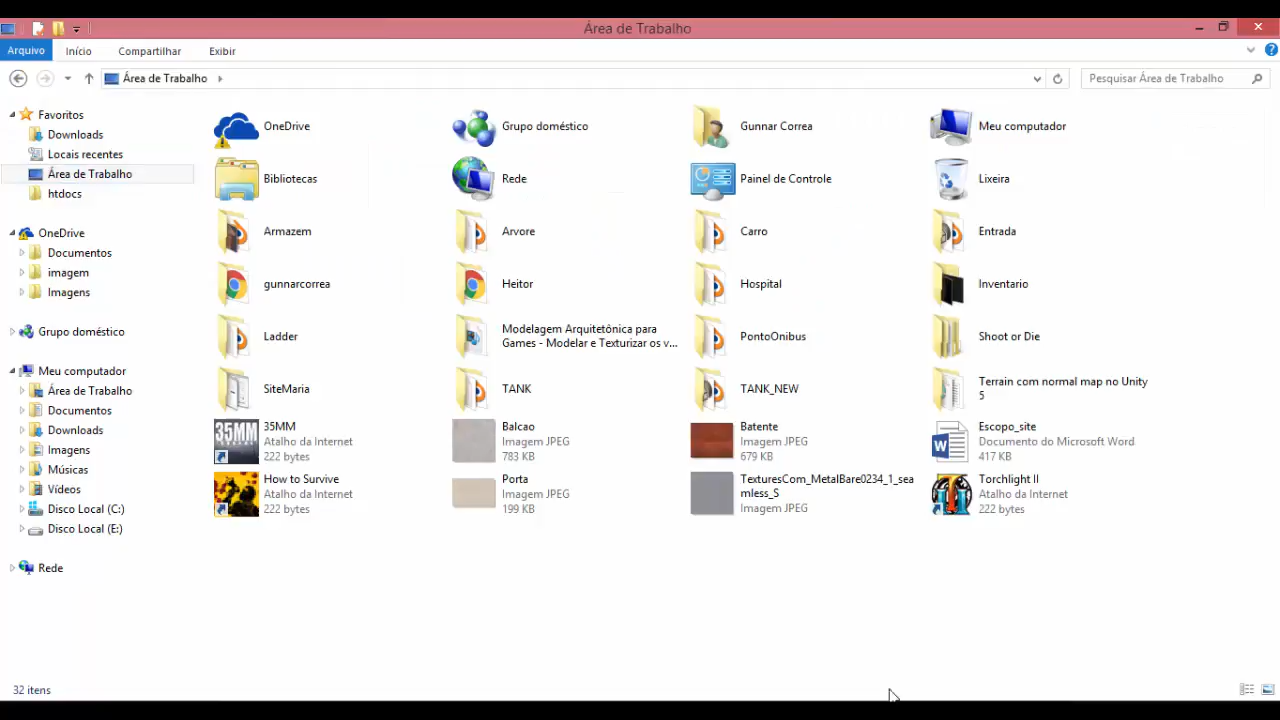 Área de Trabalho
Arquivo
Início
Compartilhar
Exibir
Área de Trabalho
Pesquisar Área de Trabalho
Favoritos
Downloads
Locais recentes
Área de Trabalho
htdocs
OneDrive
Documentos
imagem
Imagens
Grupo doméstico
Meu computador
Área de Trabalho
Documentos
Downloads
Imagens
Músicas
Vídeos
Disco Local (C:)
Disco Local (E:)
Rede
OneDrive
Grupo doméstico
Gunnar Correa
Meu computador
Bibliotecas
Rede
Painel de Controle
Lixeira
Armazem
Arvore
Carro
Entrada
gunnarcorrea
Heitor
Hospital
Inventario
Ladder
Modelagem Arquitetônica para
Games - Modelar e Texturizar os v...
PontoOnibus
Shoot or Die
SiteMaria
TANK
TANK_NEW
Terrain com normal map no Unity
5
35MM
35MM
Atalho da Internet
222 bytes
Balcao
Imagem JPEG
783 KB
Batente
Imagem JPEG
679 KB
Escopo_site
Documento do Microsoft Word
417 KB
How to Survive
Atalho da Internet
222 bytes
Porta
Imagem JPEG
199 KB
TexturesCom_MetalBare0234_1_sea
mless_S
Imagem JPEG
Torchlight II
Atalho da Internet
222 bytes
32 itens